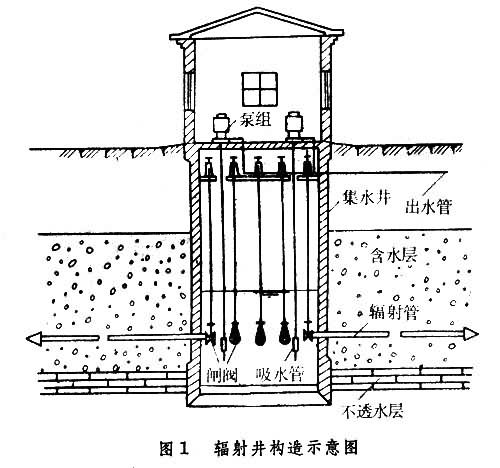 泵组
集水井
出水管
含水层
辐射管
闸阀
吸水管
不透水层
图1 辐射井构造示意图